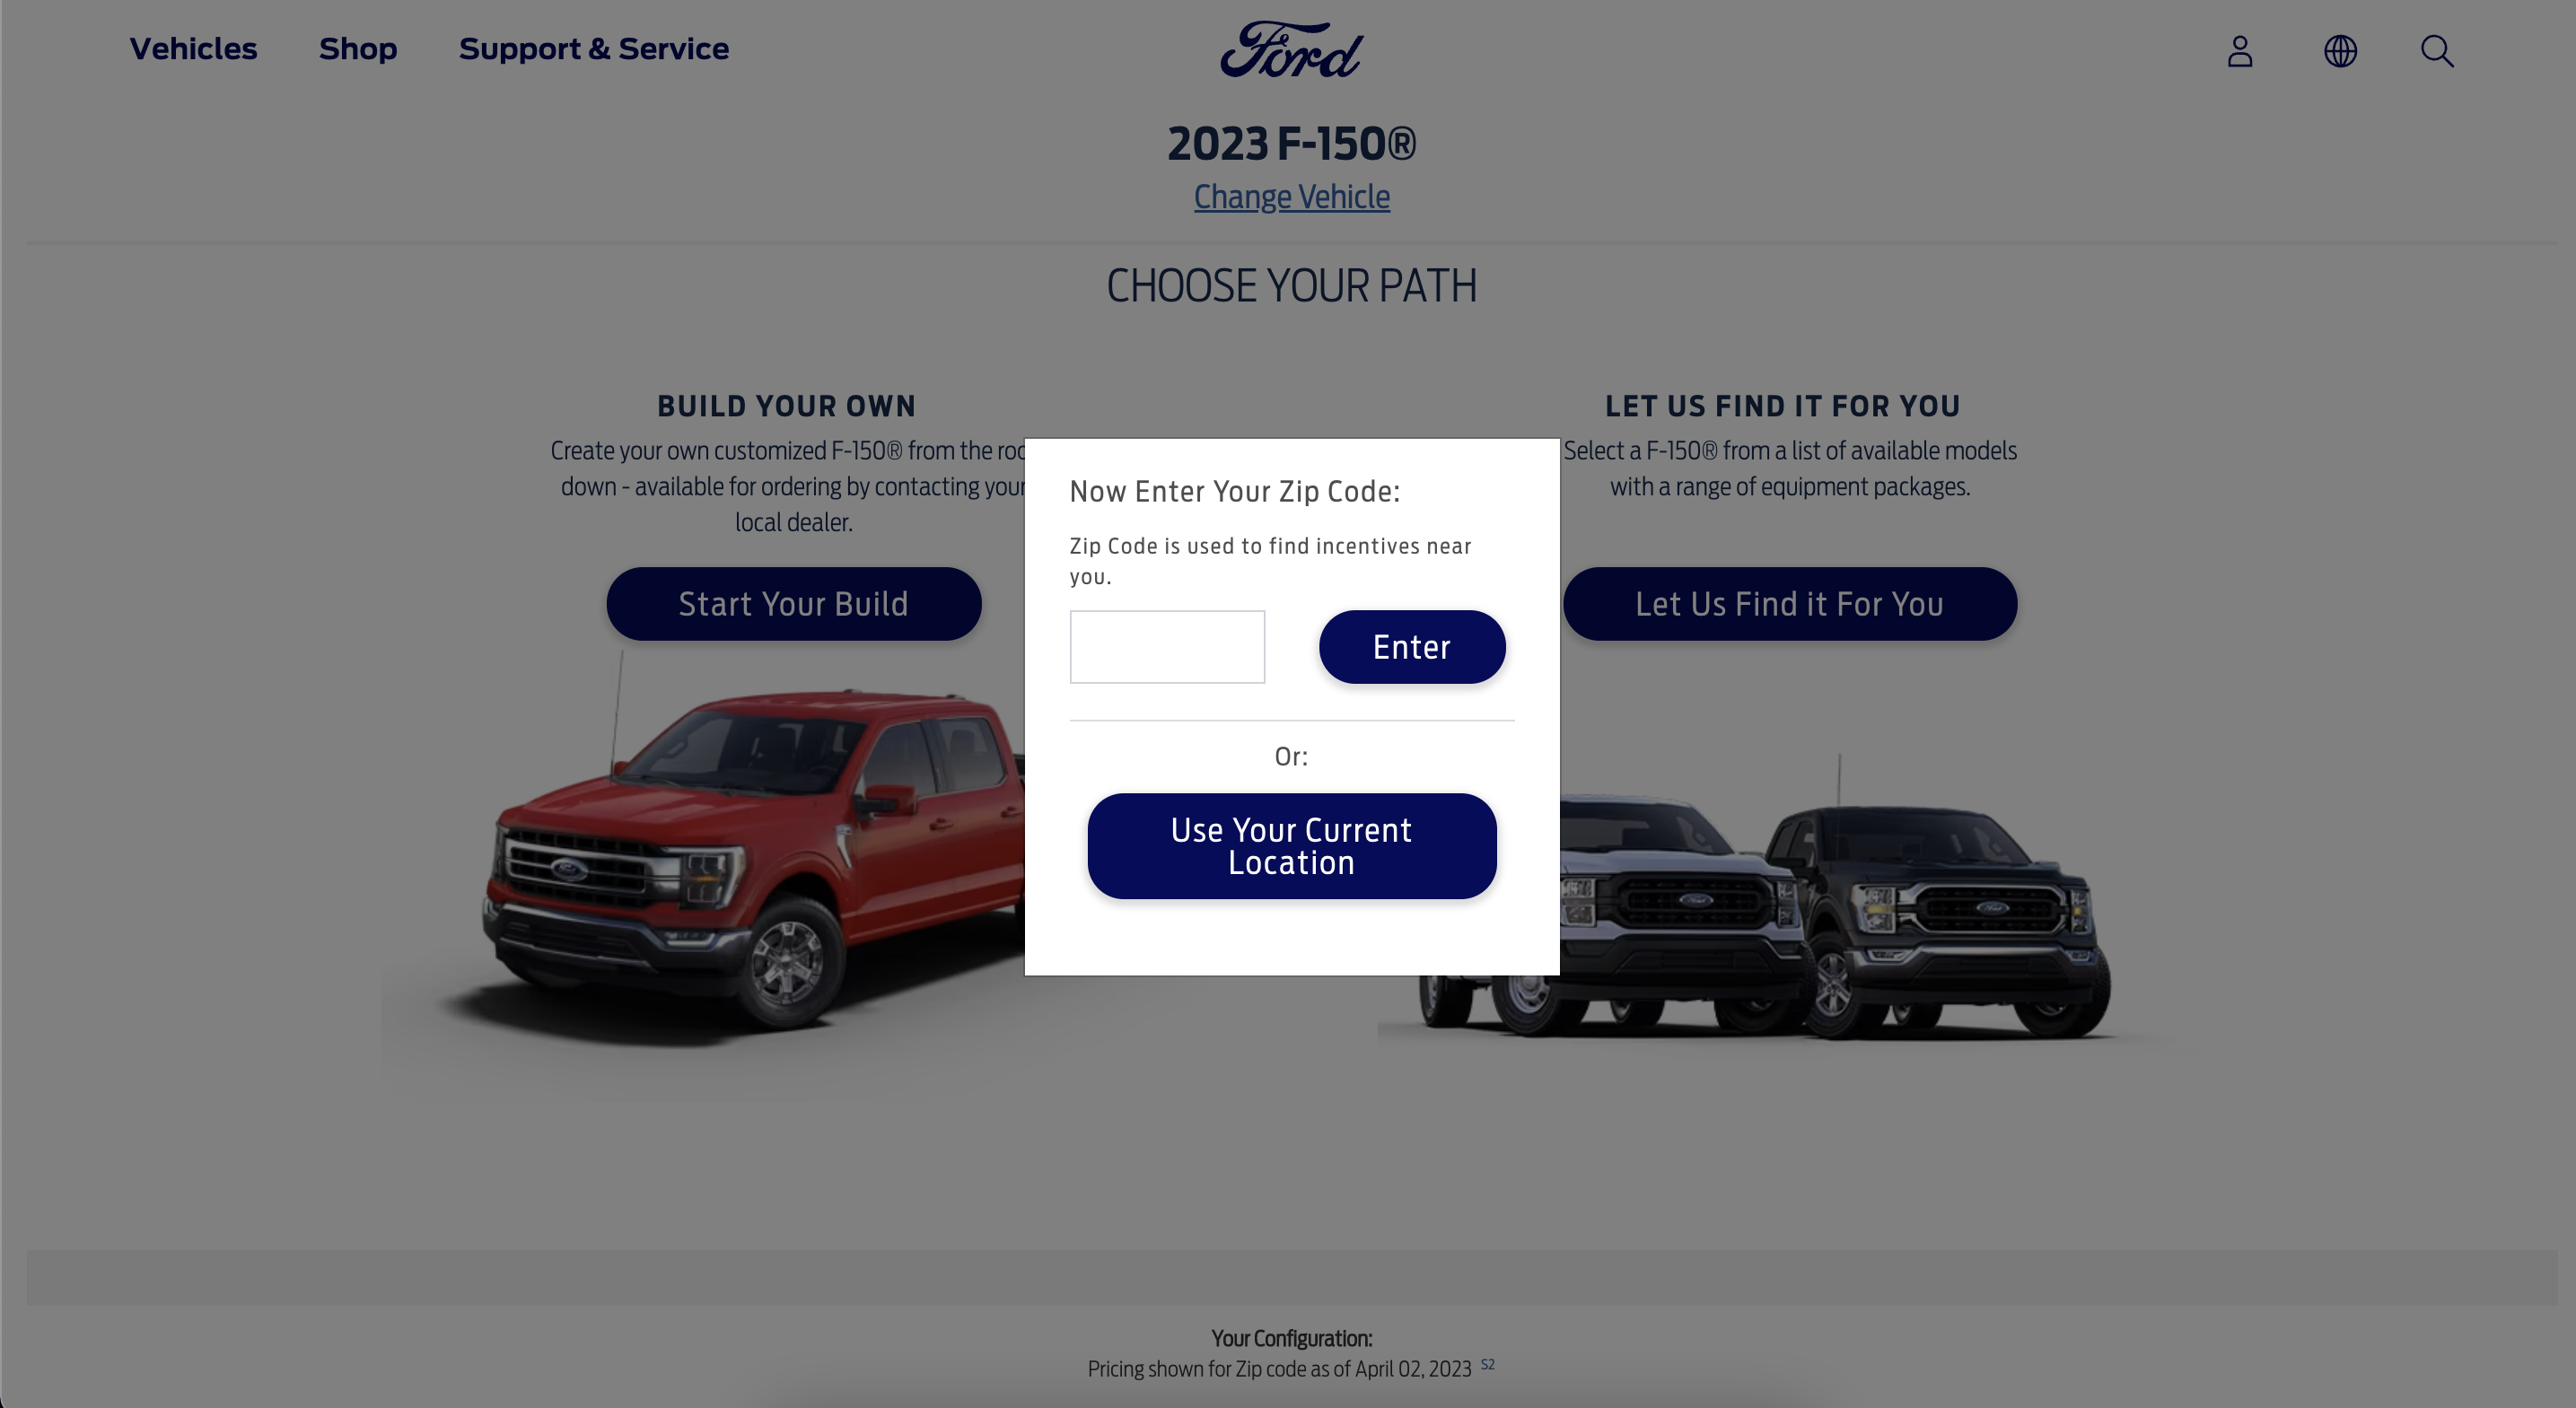 Vehicles Shop Support & Service
Ford
2023 F-150®
Change Vehicle
CHOOSE YOUR PATH
BUILD YOUR OWN
Create your own customized F-150® from the
down - available for ordering by contacting your
local dealer.
Start Your Build
LET US FIND IT FOR YOU
Select a F-150® from a list of available models
with a range of equipment packages.
Let Us Find it For You
Now Enter Your Zip Code:
Zip Code is used to find incentives near
you.
Enter
Or:
Use Your Current
Location
Your Configuration:
Pricing shown for Zip code as of April 02, 2023 S2